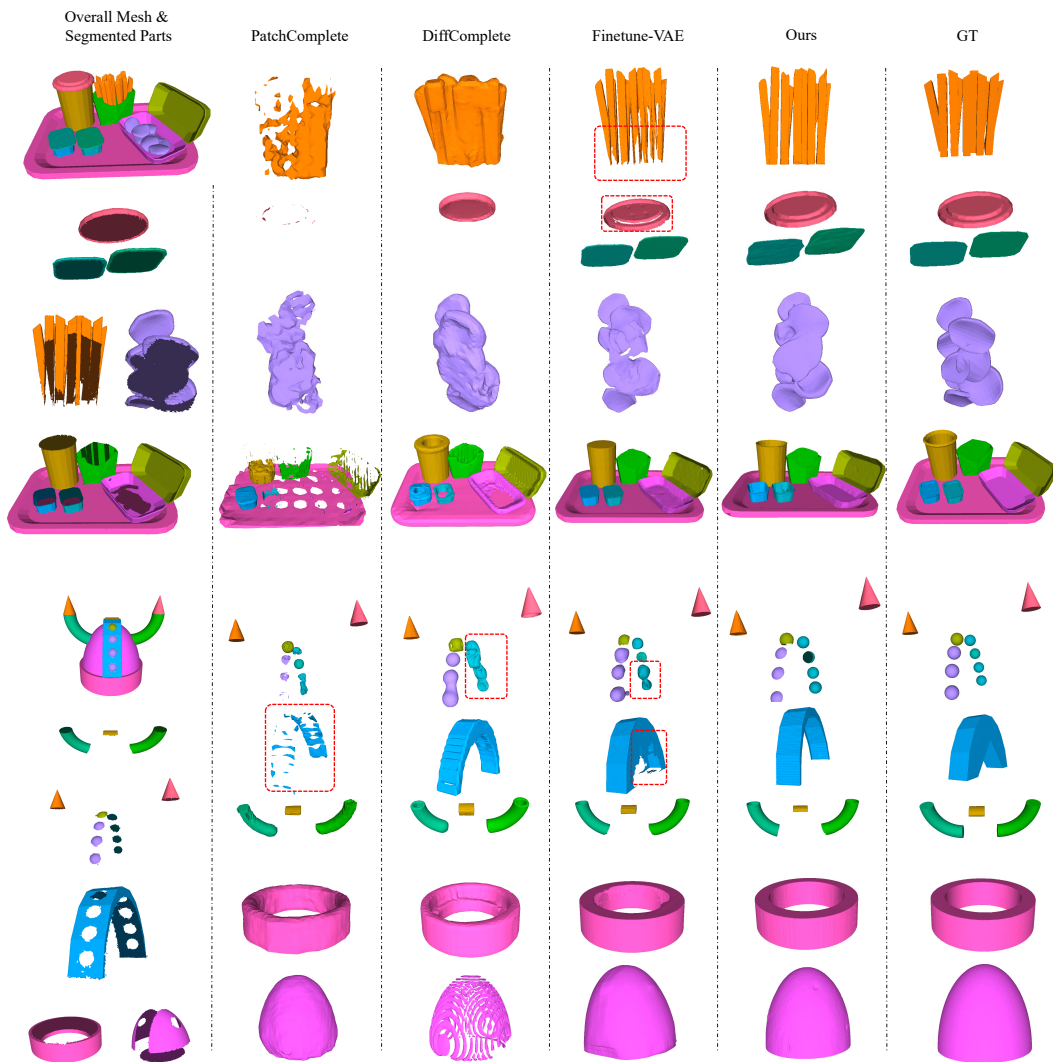 Overall Mesh &
Segmented Parts
PatchComplete
DiffComplete
Finetune-VAE
Ours
GT